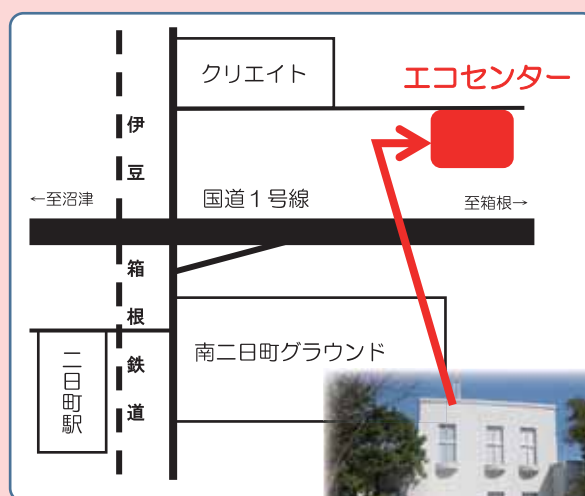 クリエイト
エコセンター
伊豆箱根鉄道
←至沼津
国道1号線
至箱根→
南二日町グラウンド
二日町駅